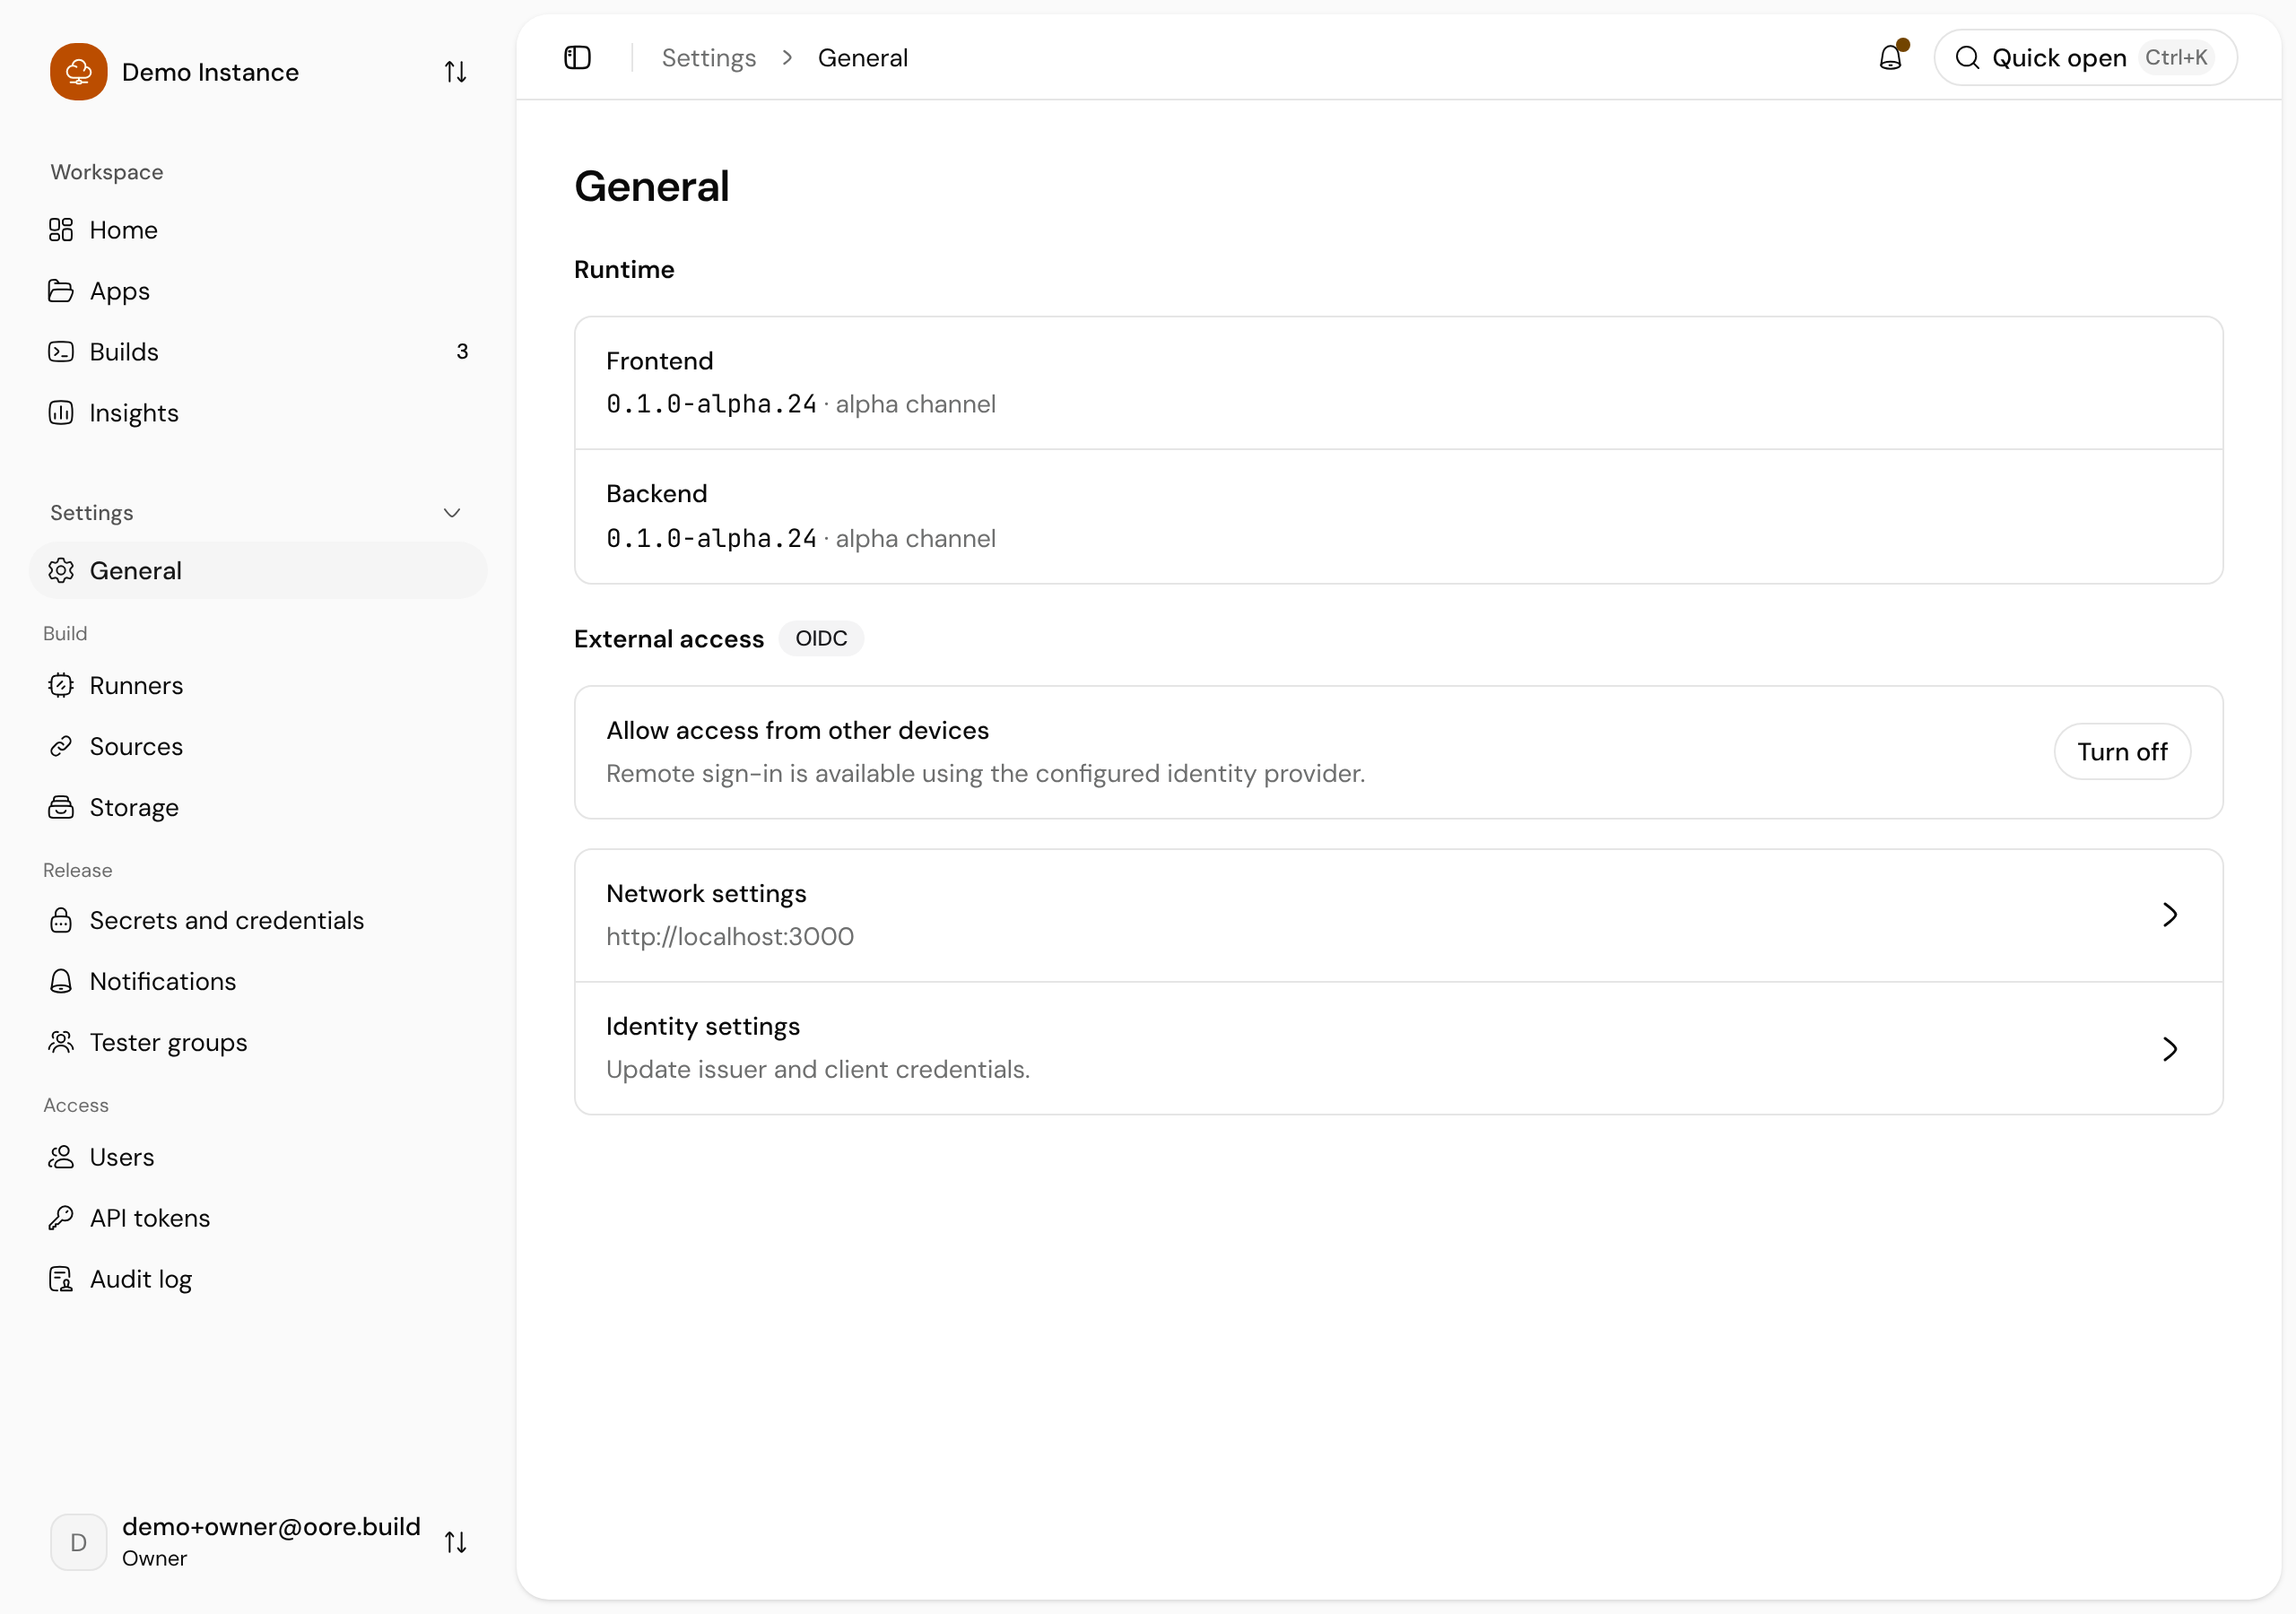 Demo Instance
Workspace
Home
Apps
Builds 3
Insights
Settings
General
Build
Runners
Sources
Storage
Release
Secrets and credentials
Notifications
Tester groups
Access
Users
API tokens
Audit log
D
demo+owner@oore.build
Owner
Settings > General
Quick open Ctrl+K
General
Runtime
Frontend
0.1.0-alpha.24 · alpha channel
Backend
0.1.0-alpha.24 · alpha channel
External access OIDC
Allow access from other devices
Remote sign-in is available using the configured identity provider.
Turn off
Network settings
http://localhost:3000
Identity settings
Update issuer and client credentials.